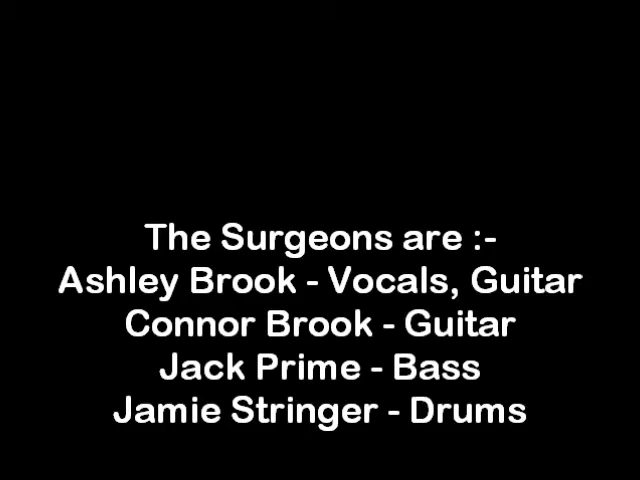 The Surgeons are :-
Ashley Brook - Vocals, Guitar
Connor Brook - Guitar
Jack Prime - Bass
Jamie Stringer - Drums